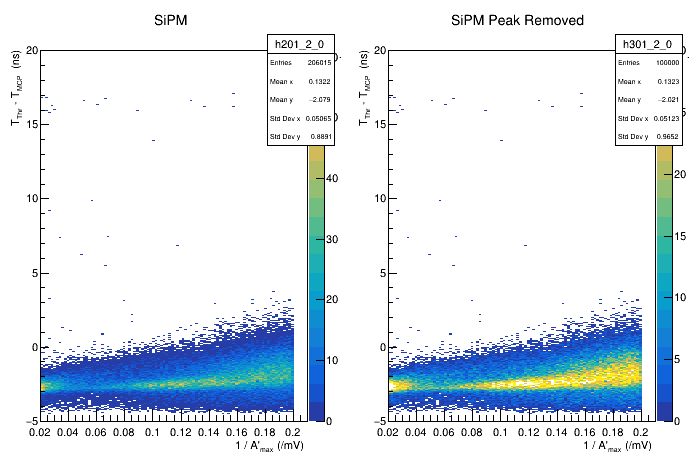 SiPM
h201_2_0
Entries 206015
Mean x 0.1322
Mean y −2.079
Std Dev x 0.05065
Std Dev y 0.8891
T_Thr - T_MCP (ns)
20
15
10
5
0
−5
0.02 0.04 0.06 0.08 0.1 0.12 0.14 0.16 0.18 0.2
1 / A'_max (/mV)
40
30
20
10
0
SiPM Peak Removed
h301_2_0
Entries 100000
Mean x 0.1323
Mean y −2.021
Std Dev x 0.05123
Std Dev y 0.9652
T_Thr - T_MCP (ns)
20
15
10
5
0
−5
0.02 0.04 0.06 0.08 0.1 0.12 0.14 0.16 0.18 0.2
1 / A'_max (/mV)
20
15
10
5
0